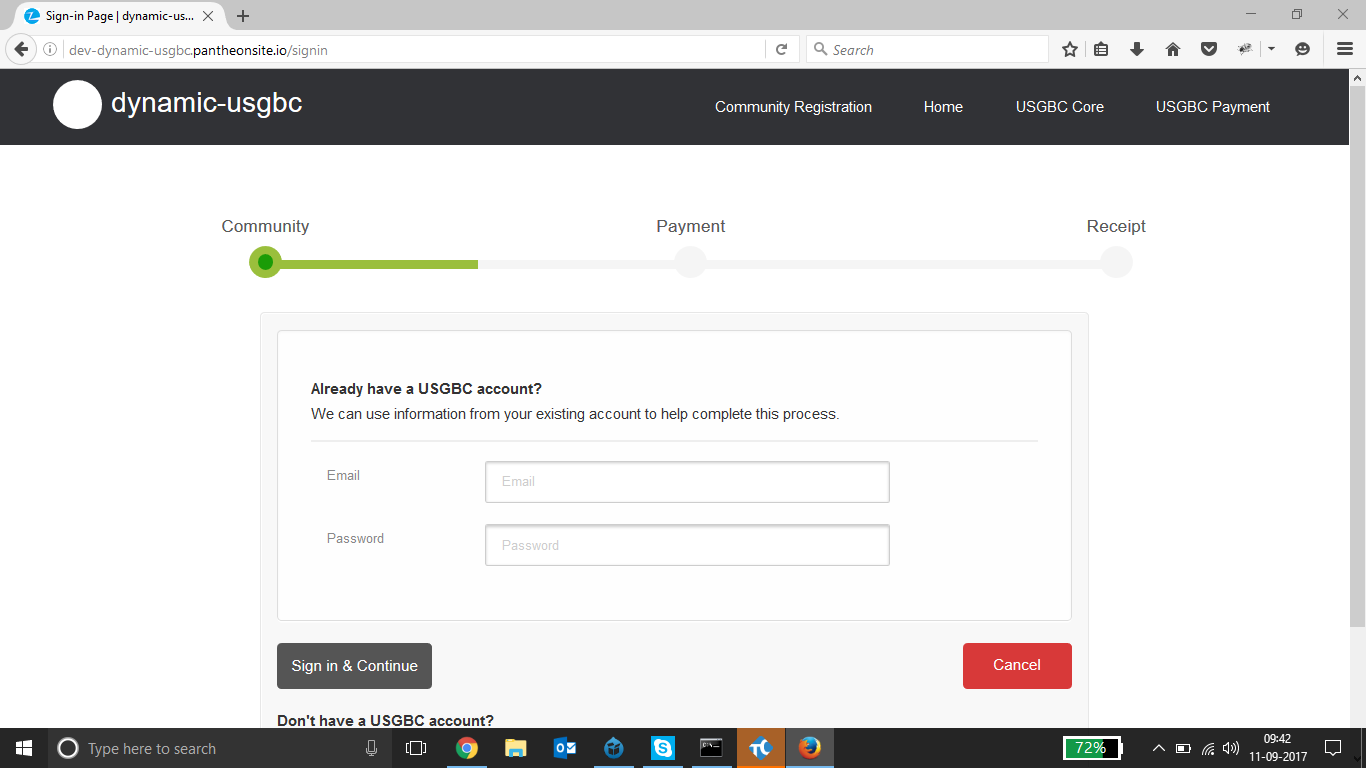 Sign-in Page | dynamic-us...
dev-dynamic-usgbc.pantheonsite.io/signin
Search
dynamic-usgbc
Community Registration
Home
USGBC Core
USGBC Payment
Community
Payment
Receipt
Already have a USGBC account?
We can use information from your existing account to help complete this process.
Email
Email
Password
Password
Sign in & Continue
Cancel
Don't have a USGBC account?
Type here to search
72%
09:42
11-09-2017